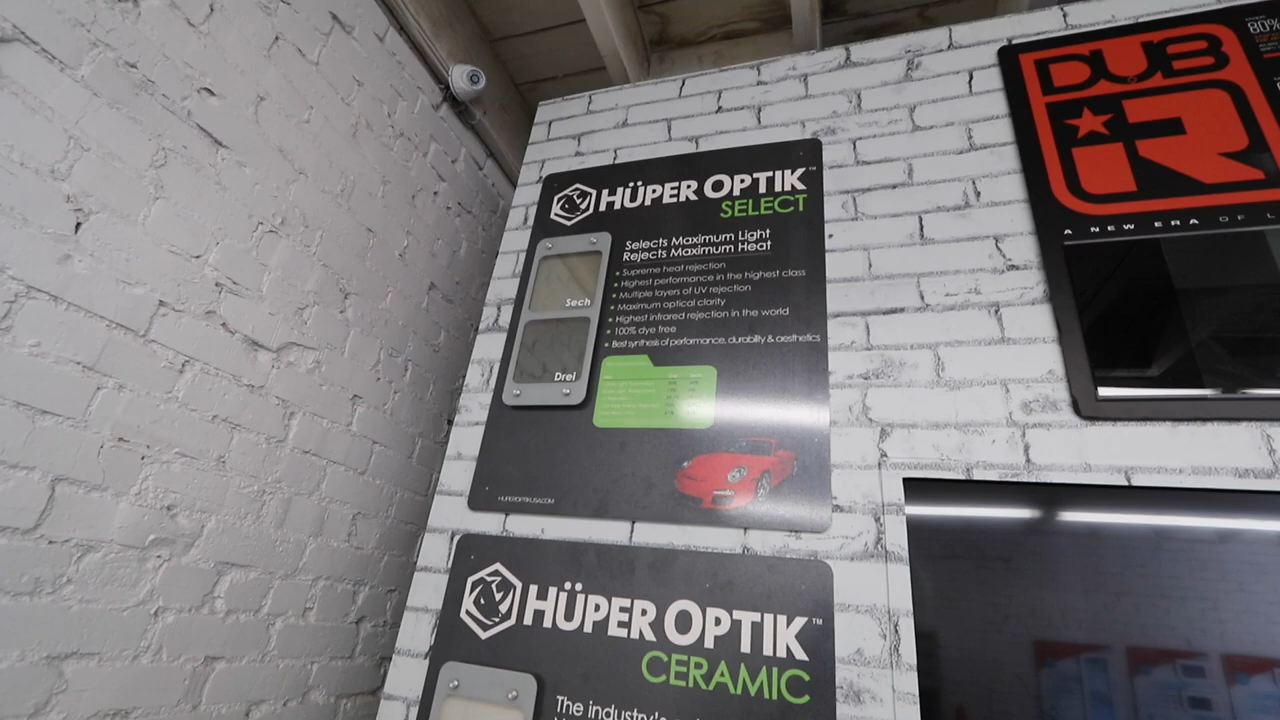 HÜPER OPTIK™
SELECT
Selects Maximum Light
Rejects Maximum Heat
• Supreme heat rejection
• Highest performance in the highest class
• Multiple layers of UV rejection
• Maximum optical clarity
• Highest infrared rejection in the world
• 100% dye free
• Best synthesis of performance, durability & aesthetics
Sech
Drei
HUPEROPTIKUSA.COM
HÜPER OPTIK™
CERAMIC
The industry's
DUB
IR
A NEW ERA OF L
80%